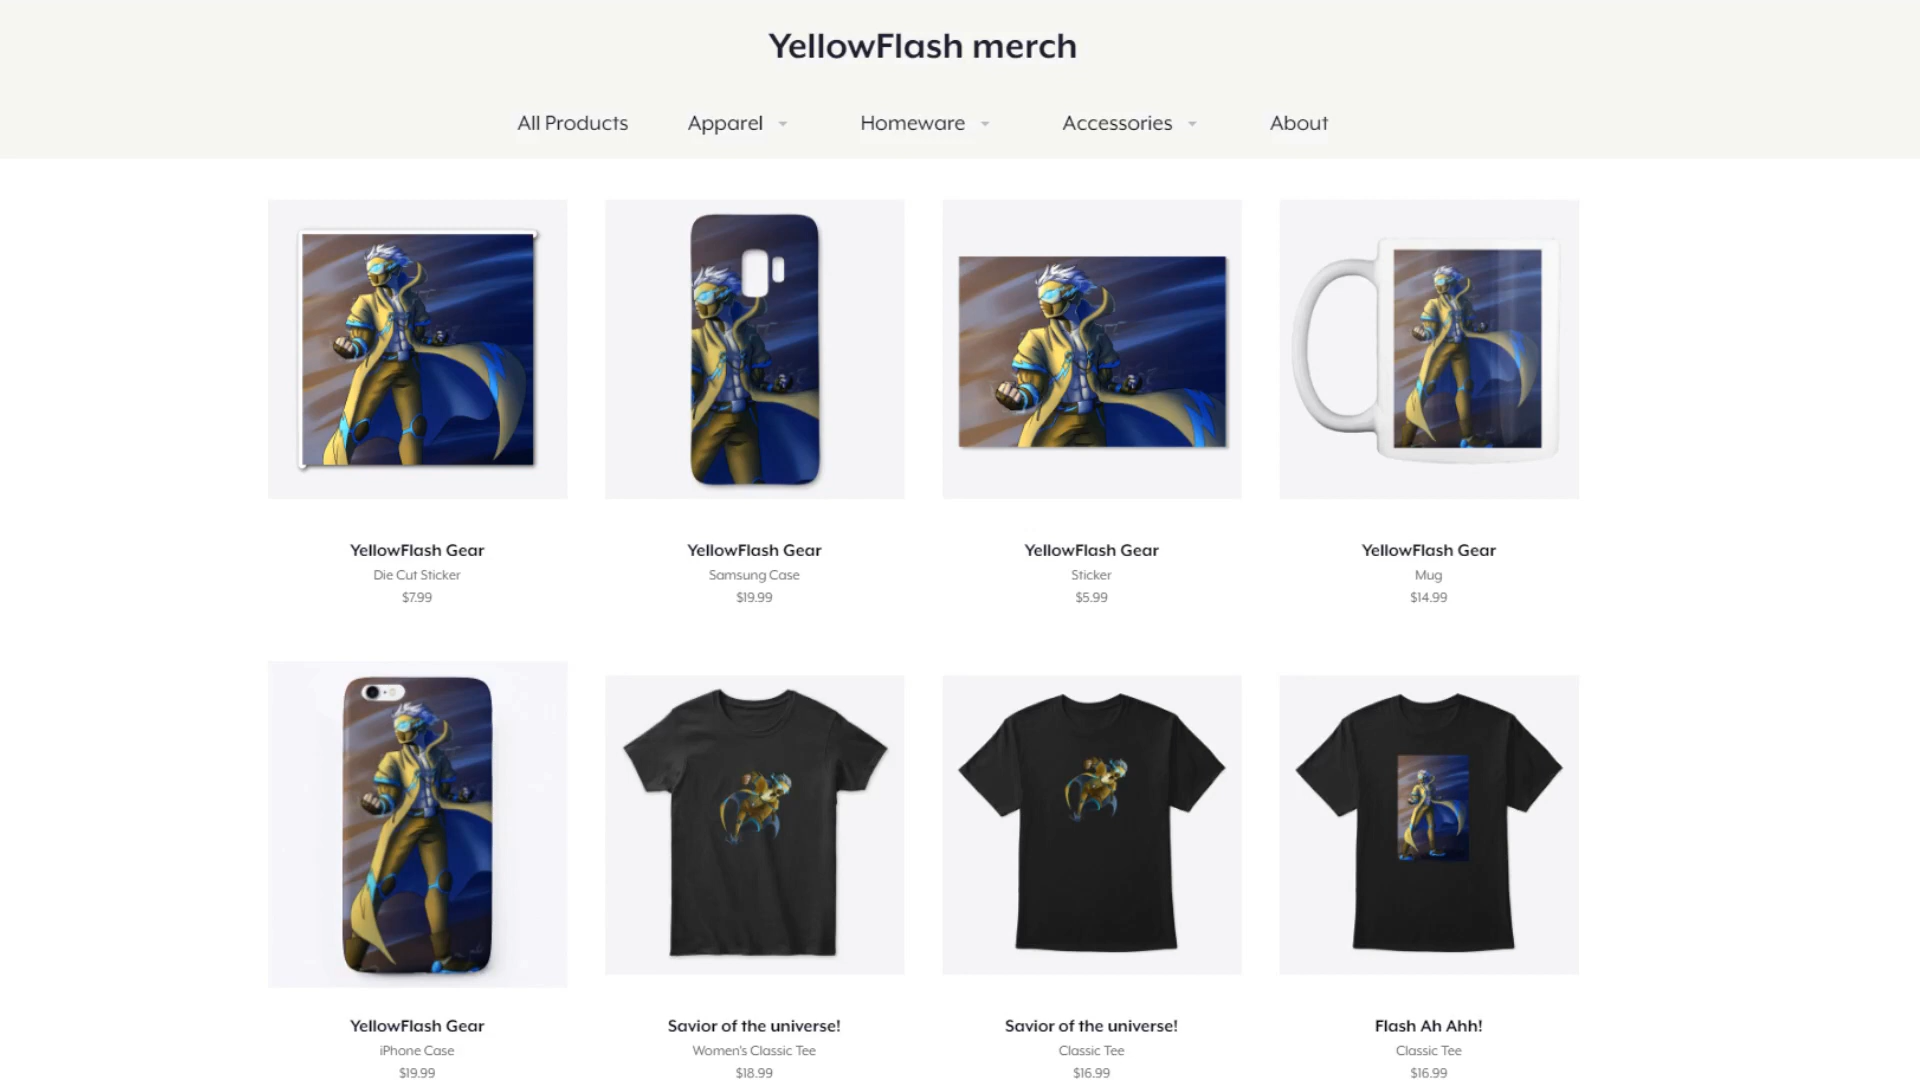 YellowFlash merch
All Products
Apparel
Homeware
Accessories
About
YellowFlash Gear
Die Cut Sticker
$7.99
YellowFlash Gear
Samsung Case
$19.99
YellowFlash Gear
Sticker
$5.99
YellowFlash Gear
Mug
$14.99
YellowFlash Gear
iPhone Case
$19.99
Savior of the universe!
Women's Classic Tee
$18.99
Savior of the universe!
Classic Tee
$16.99
Flash Ah Ahh!
Classic Tee
$16.99